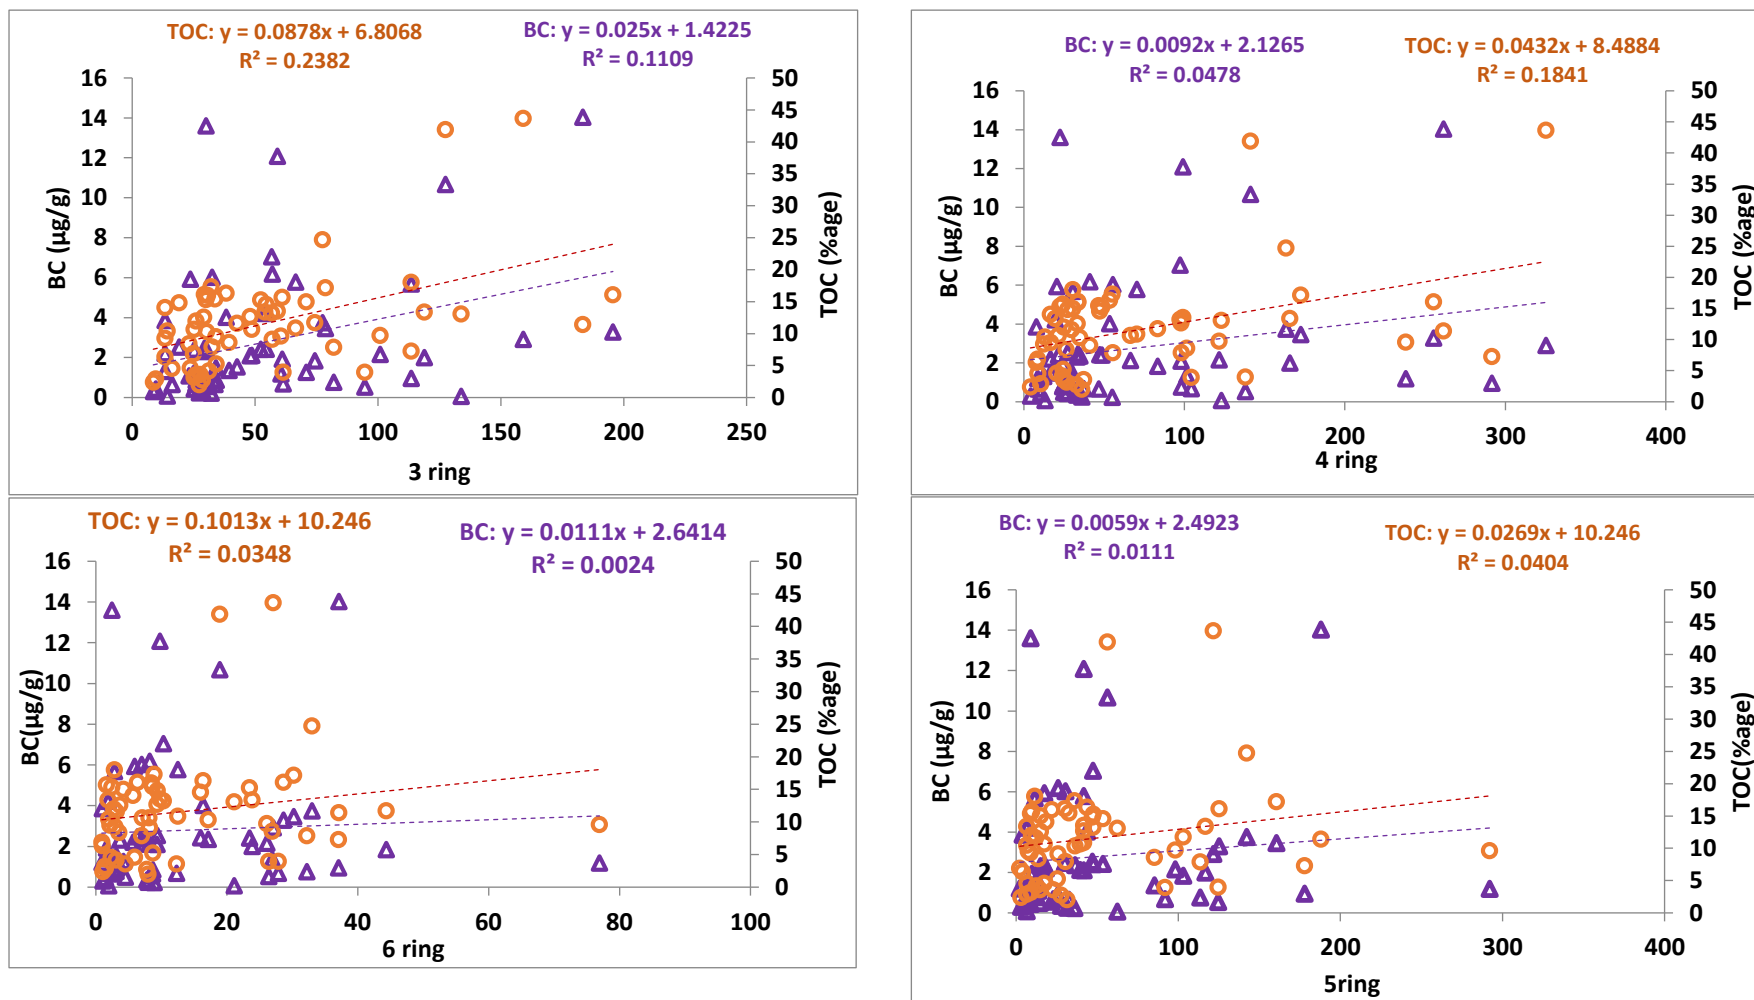 TOC: y = 0.0878x + 6.8068
R² = 0.2382
BC: y = 0.025x + 1.4225
R² = 0.1109
16
14
12
10
8
6
4
2
0
50
45
40
35
30
25
20
15
10
5
0
BC (µg/g)
TOC (%age)
0 50 100 150 200 250
3 ring
BC: y = 0.0092x + 2.1265
R² = 0.0478
TOC: y = 0.0432x + 8.4884
R² = 0.1841
16
14
12
10
8
6
4
2
0
50
45
40
35
30
25
20
15
10
5
0
BC (µg/g)
TOC (%age)
0 100 200 300 400
4 ring
TOC: y = 0.1013x + 10.246
R² = 0.0348
BC: y = 0.0111x + 2.6414
R² = 0.0024
16
14
12
10
8
6
4
2
0
50
45
40
35
30
25
20
15
10
5
0
BC(µg/g)
TOC (%age)
0 20 40 60 80 100
6 ring
BC: y = 0.0059x + 2.4923
R² = 0.0111
TOC: y = 0.0269x + 10.246
R² = 0.0404
16
14
12
10
8
6
4
2
0
50
45
40
35
30
25
20
15
10
5
0
BC (µg/g)
TOC(%age)
0 100 200 300 400
5ring